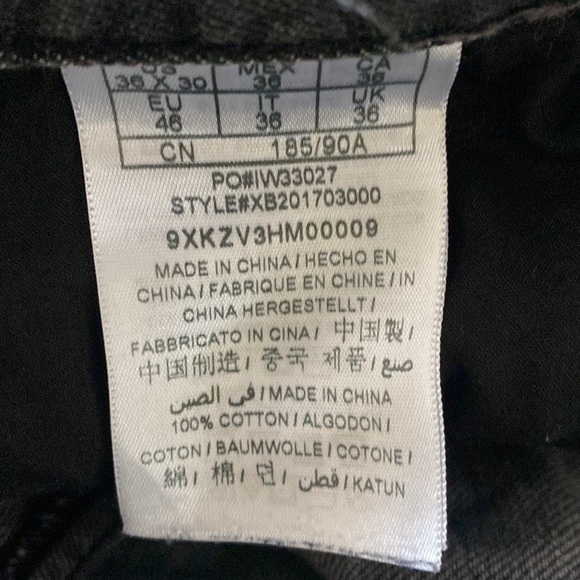 US MEX CA
36 X 30 36 36
EU IT UK
46 36 36
CN 185/90A
PO#IW33027
STYLE#XB201703000
9XKZV3HM00009
MADE IN CHINA / HECHO EN
CHINA / FABRIQUE EN CHINE / IN
CHINA HERGESTELLT /
FABBRICATO IN CINA / 中国製 /
中国制造 / 중국 제품 / صنع
في الصين / MADE IN CHINA
100% COTTON / ALGODON /
COTON / BAUMWOLLE / COTONE /
綿 / 棉 / 면 / قطن / KATUN